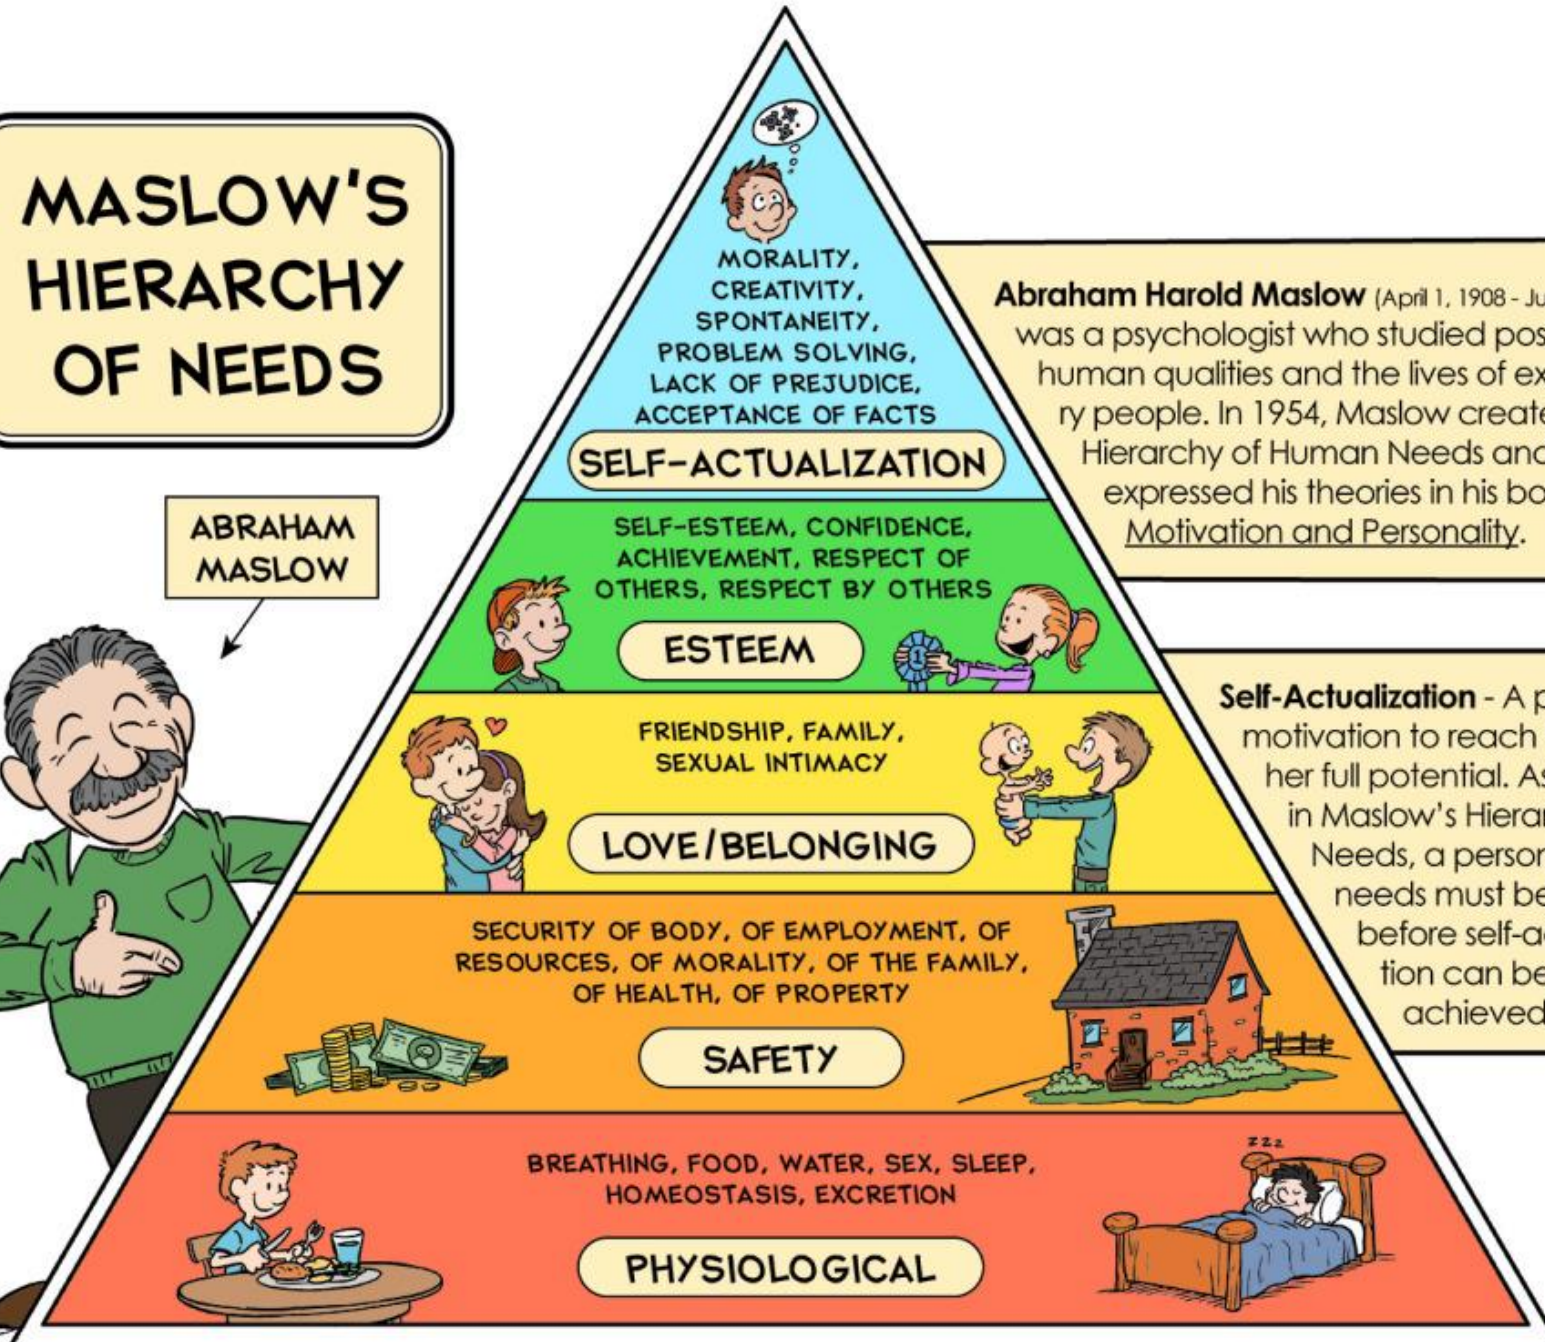 MASLOW'S
HIERARCHY
OF NEEDS
ABRAHAM
MASLOW
MORALITY,
CREATIVITY,
SPONTANEITY,
PROBLEM SOLVING,
LACK OF PREJUDICE,
ACCEPTANCE OF FACTS
SELF-ACTUALIZATION
SELF-ESTEEM, CONFIDENCE,
ACHIEVEMENT, RESPECT OF
OTHERS, RESPECT BY OTHERS
1
ESTEEM
FRIENDSHIP, FAMILY,
SEXUAL INTIMACY
LOVE/BELONGING
SECURITY OF BODY, OF EMPLOYMENT, OF
RESOURCES, OF MORALITY, OF THE FAMILY,
OF HEALTH, OF PROPERTY
SAFETY
BREATHING, FOOD, WATER, SEX, SLEEP,
HOMEOSTASIS, EXCRETION
PHYSIOLOGICAL
zzz
Abraham Harold Maslow (April 1, 1908 -
was a psychologist who studied
human qualities and the lives of
ry people. In 1954, Maslow
Hierarchy of Human Needs
expressed his theories in his
Motivation and Personality.
Self-Actualization - A
motivation to reach
her full potential.
in Maslow's
Needs, a
needs must
before
tion can
achieved